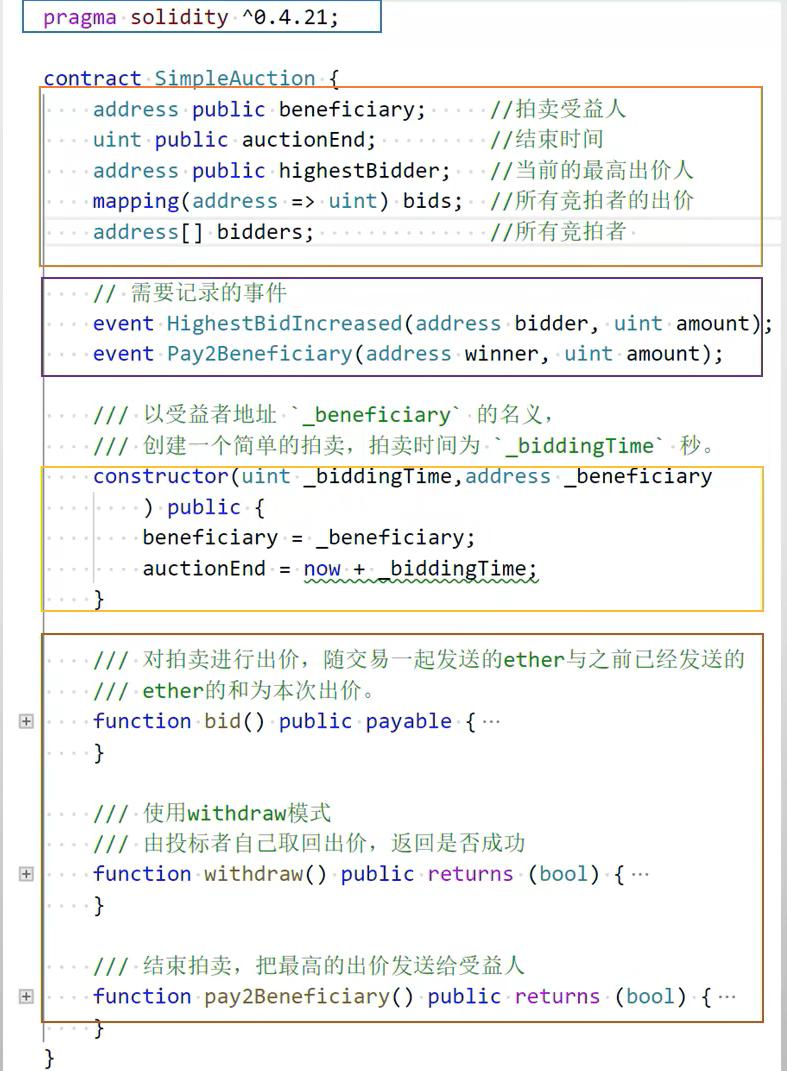 pragma solidity ^0.4.21;
contract SimpleAuction {
address public beneficiary; //拍卖受益人
uint public auctionEnd; //结束时间
address public highestBidder; //当前的最高出价人
mapping(address => uint) bids; //所有竞拍者的出价
address[] bidders; //所有竞拍者
// 需要记录的事件
event HighestBidIncreased(address bidder, uint amount);
event Pay2Beneficiary(address winner, uint amount);
/// 以受益者地址 `_beneficiary` 的名义，
/// 创建一个简单的拍卖，拍卖时间为 `_biddingTime` 秒。
constructor(uint _biddingTime,address _beneficiary
) public {
beneficiary = _beneficiary;
auctionEnd = now + _biddingTime;
}
/// 对拍卖进行出价，随交易一起发送的ether与之前已经发送的
/// ether的和为本次出价。
function bid() public payable {…
}
/// 使用withdraw模式
/// 由投标者自己取回出价，返回是否成功
function withdraw() public returns (bool) {…
}
/// 结束拍卖，把最高的出价发送给受益人
function pay2Beneficiary() public returns (bool) {…
}
}